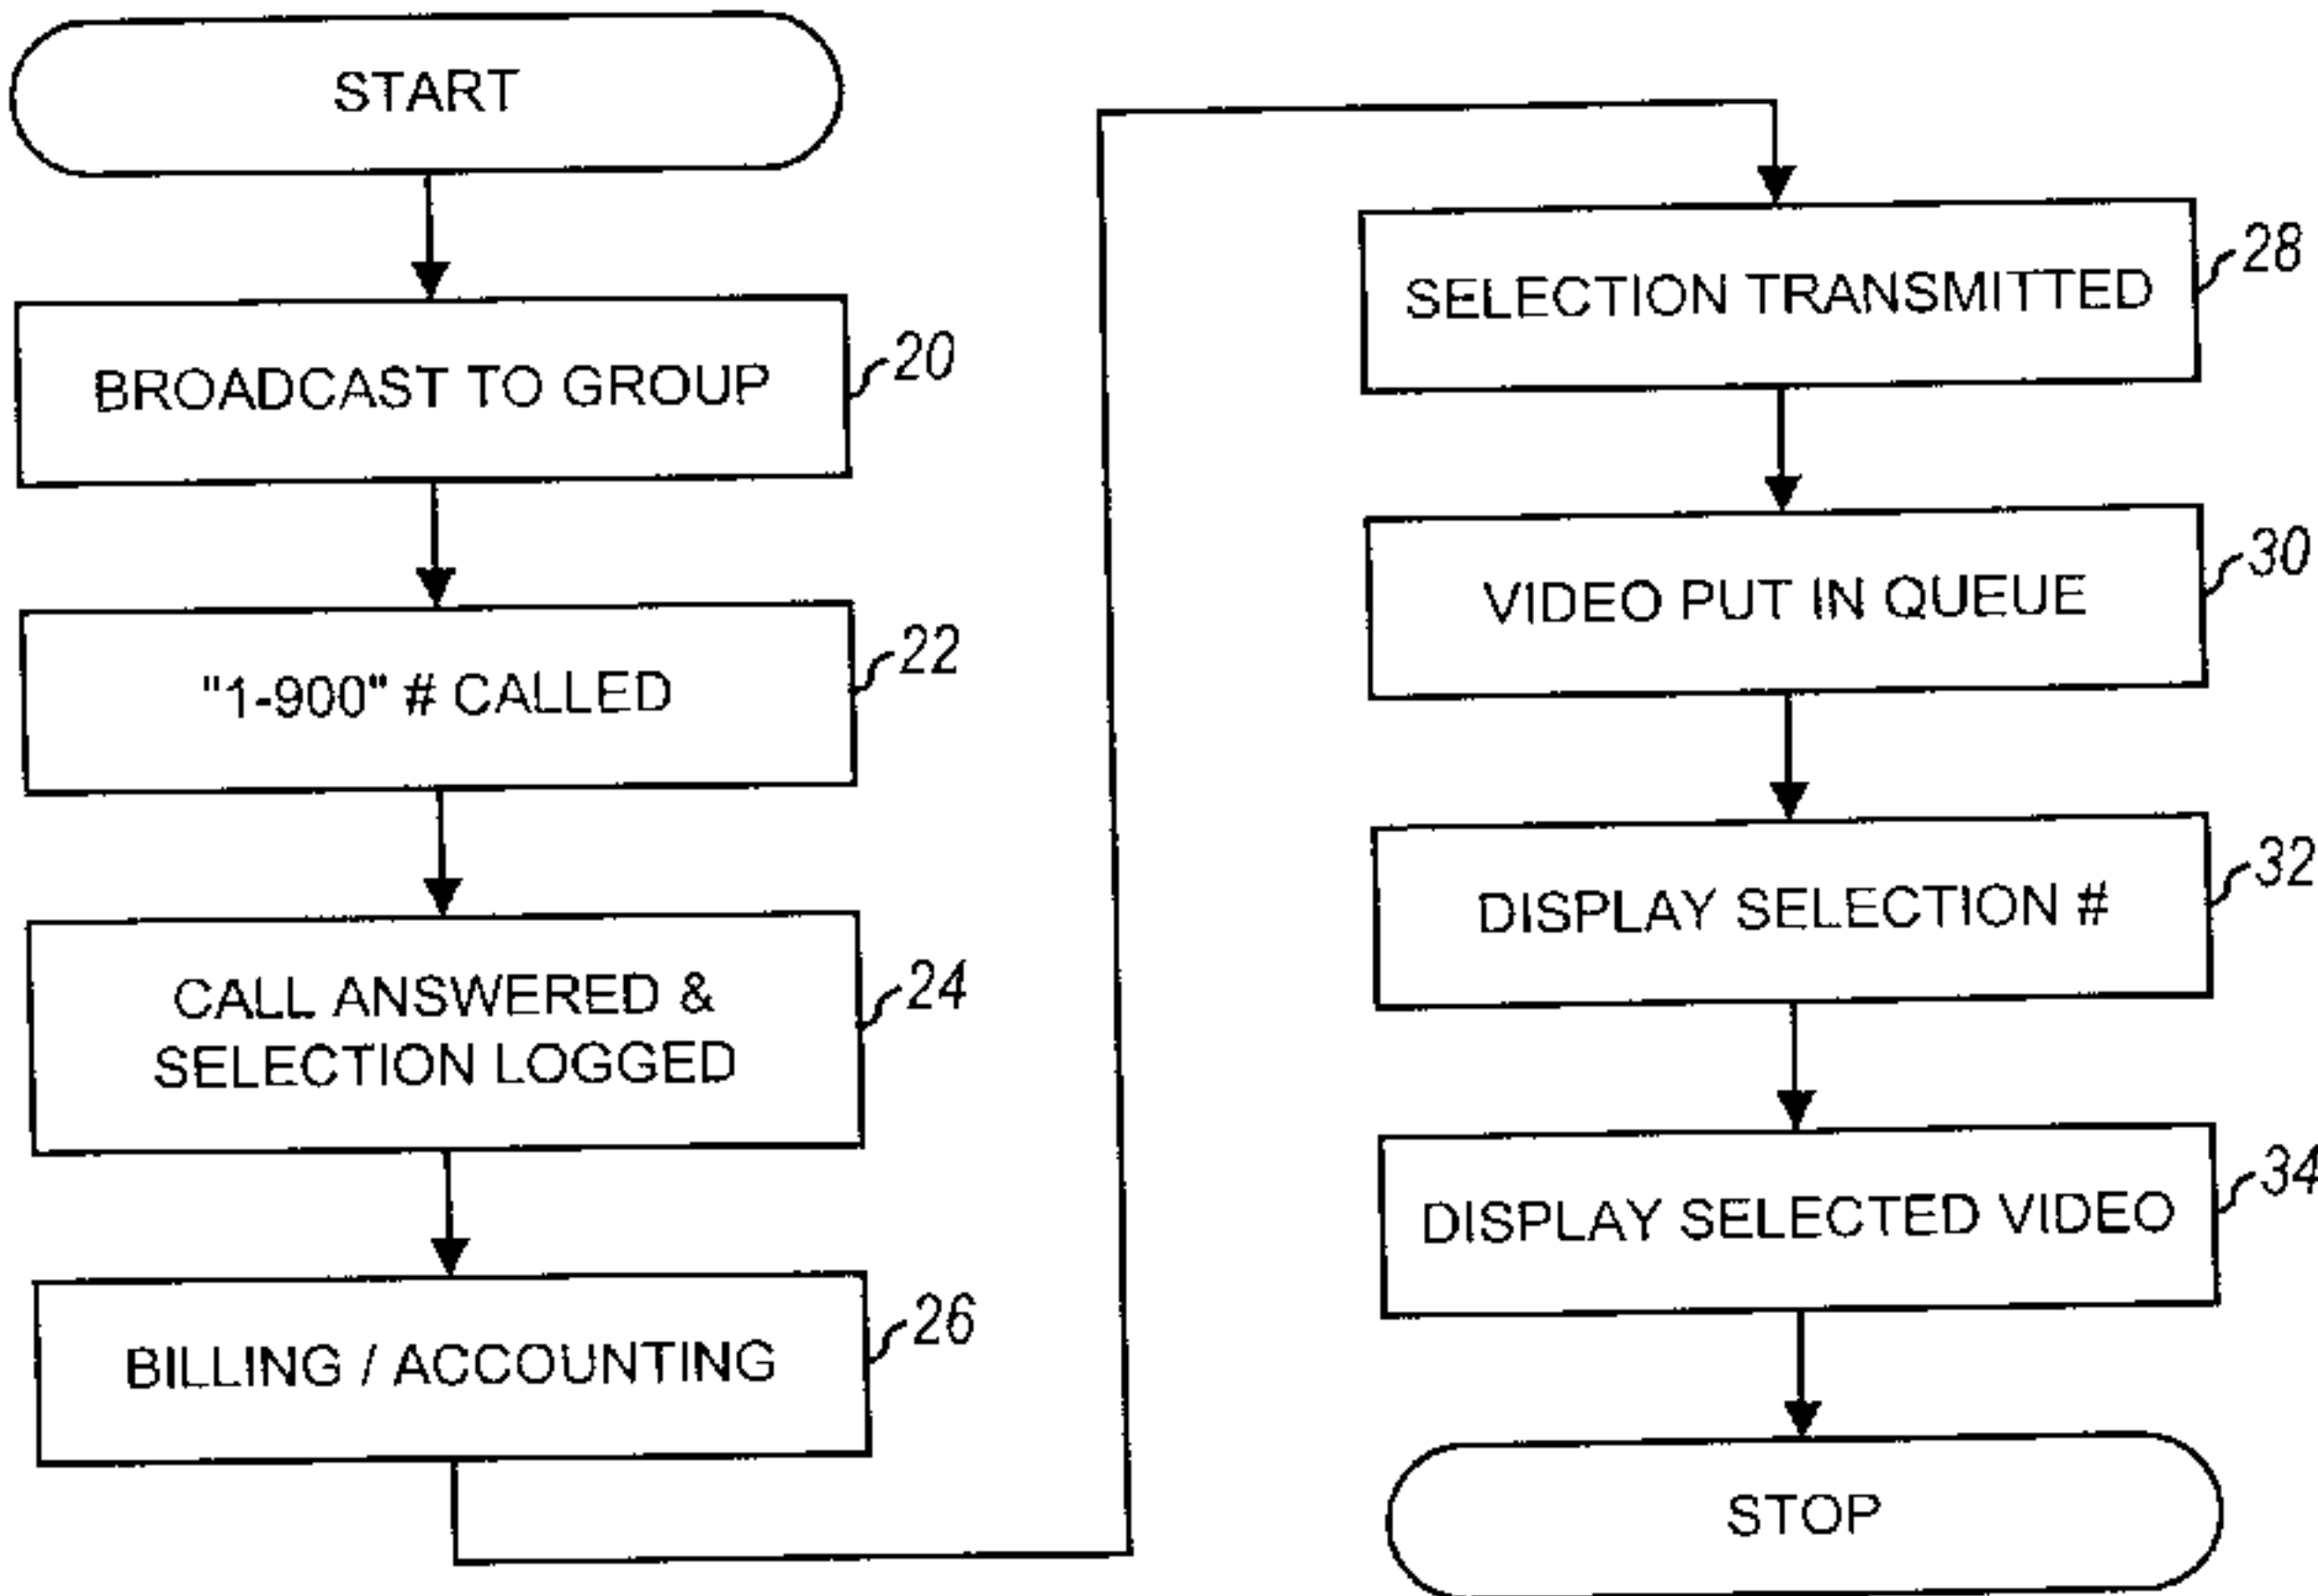 START
BROADCAST TO GROUP
20
"1-900" # CALLED
22
CALL ANSWERED &
SELECTION LOGGED
24
BILLING / ACCOUNTING
26
SELECTION TRANSMITTED
28
VIDEO PUT IN QUEUE
30
DISPLAY SELECTION #
32
DISPLAY SELECTED VIDEO
34
STOP